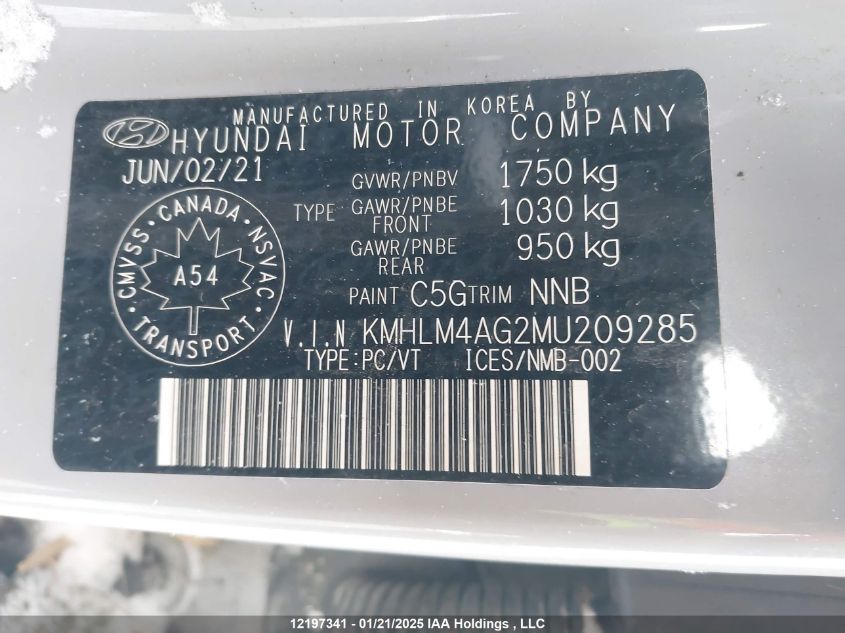 MANUFACTURED IN KOREA BY
HYUNDAI MOTOR COMPANY
JUN/02/21
GVWR/PNBV 1750 kg
TYPE GAWR/PNBE FRONT 1030 kg
GAWR/PNBE REAR 950 kg
CMVSS · CANADA · NSVAC · TRANSPORT ·
A54
PAINT C5G TRIM NNB
V.I.N KMHLM4AG2MU209285
TYPE:PC/VT ICES/NMB-002
12197341 - 01/21/2025 IAA Holdings , LLC